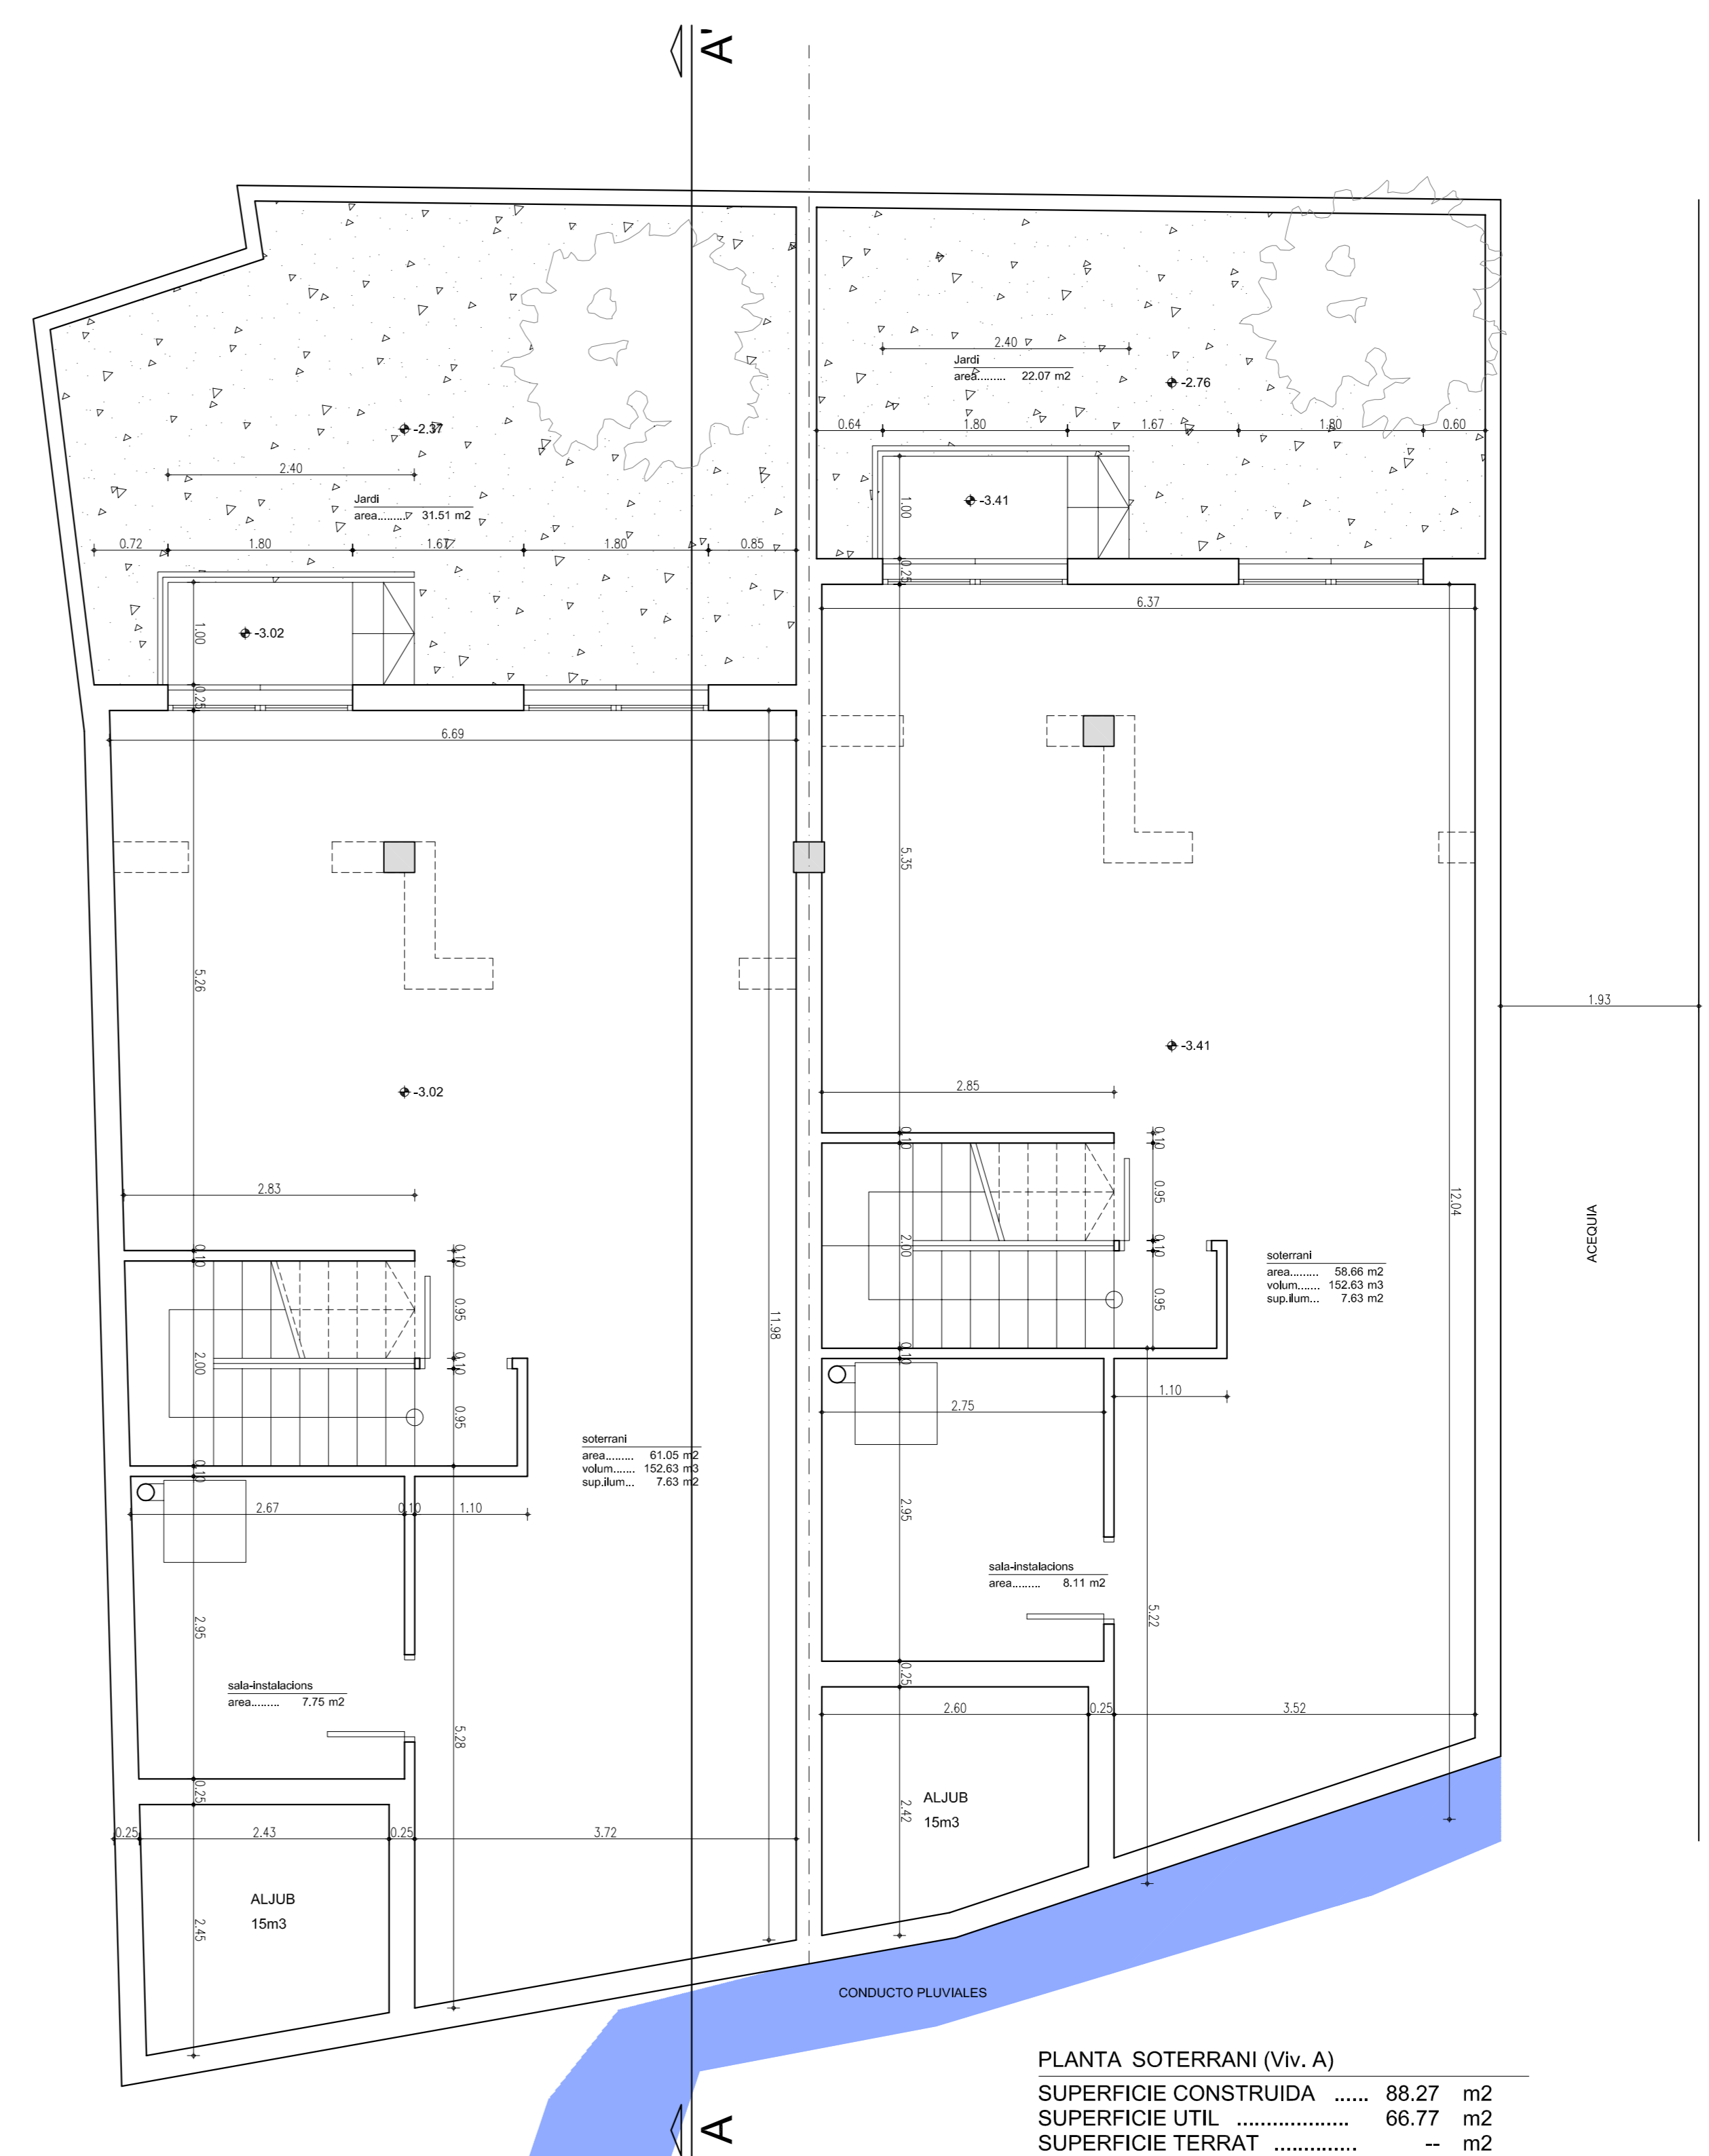 A'
2.40
Jardi
area......... 22.07 m2
-2.76
0.64
1.80
1.67
1.80
0.60
-2.37
2.40
Jardi
area......... 31.51 m2
-3.41
1.00
0.72
1.80
1.67
1.80
0.85
0.25
6.37
-3.02
1.00
0.25
6.69
5.35
5.26
1.93
-3.41
2.85
-3.02
0.10
0.10
0.95
2.83
12.04
ACEQUIA
2.00
0.10
0.10
0.10
soterrani
area......... 58.66 m2
volum....... 152.63 m3
sup.ilum... 7.63 m2
0.95
0.95
11.98
0.10
2.00
0.10
1.10
2.75
0.95
soterrani
area......... 61.05 m2
volum....... 152.63 m3
sup.ilum... 7.63 m2
0.10
2.67
0.10
1.10
2.95
sala-instalacions
area......... 8.11 m2
5.22
2.95
0.25
sala-instalacions
area......... 7.75 m2
2.60
0.25
3.52
5.28
0.25
ALJUB
15m3
2.42
0.25
2.43
0.25
3.72
ALJUB
15m3
2.45
CONDUCTO PLUVIALES
A
PLANTA SOTERRANI (Viv. A)
SUPERFICIE CONSTRUIDA ...... 88.27 m2
SUPERFICIE UTIL ................... 66.77 m2
SUPERFICIE TERRAT .............. -- m2